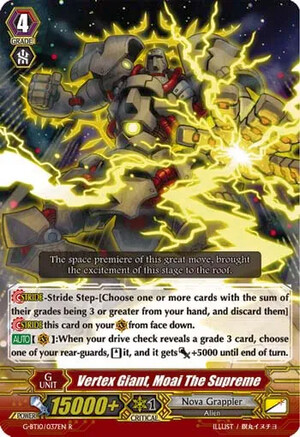 4
GRADE
The space premiere of this great move, brought
the excitement of this stage to the root.
STRIDE-Stride Step-[Choose one or more cards with the sum of
their grades being 3 or greater from your hand, and discard them]
STRIDE this card on your from face down.
AUTO :When your drive check reveals a grade 3 card, choose
one of your rear-guards, it, and it gets +5000 until end of turn.
G
UNIT
Vertex Giant, Moai The Supreme
POWER 15000+ 1
CRITICAL
Nova Grappler
Alien
G-BT10/037EN R